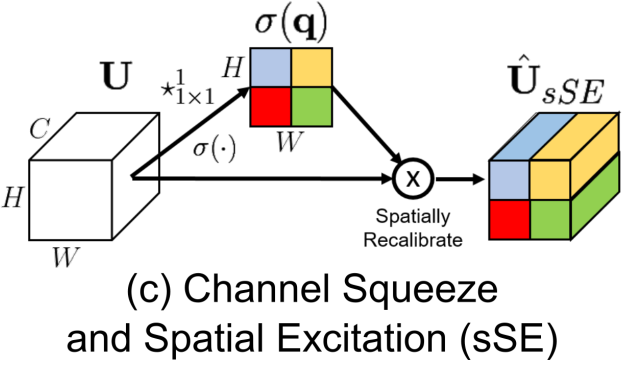 σ(q)
U
⋆¹₁ₓ₁
H
Û_sSE
C
σ(·)
W
H
X
W
Spatially
Recalibrate
(c) Channel Squeeze
and Spatial Excitation (sSE)